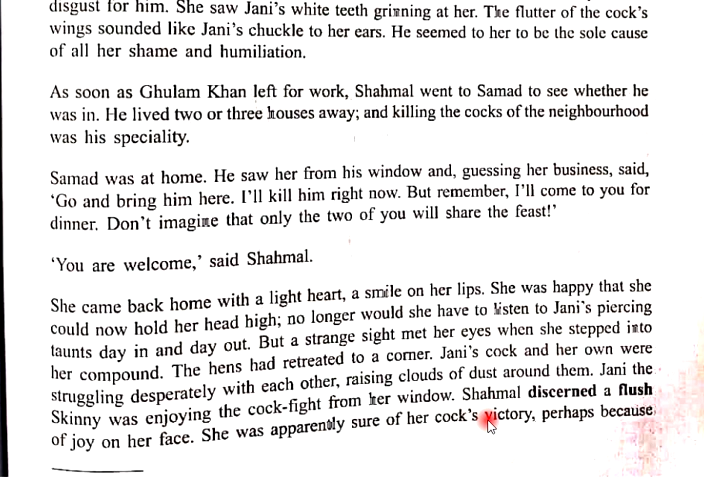 disgust for him. She saw Jani's white teeth grinning at her. The flutter of the cock's
wings sounded like Jani's chuckle to her ears. He seemed to her to be the sole cause
of all her shame and humiliation.
As soon as Ghulam Khan left for work, Shahmal went to Samad to see whether he
was in. He lived two or three houses away; and killing the cocks of the neighbourhood
was his speciality.
Samad was at home. He saw her from his window and, guessing her business, said,
'Go and bring him here. I'll kill him right now. But remember, I'll come to you for
dinner. Don't imagine that only the two of you will share the feast!'
'You are welcome,' said Shahmal.
She came back home with a light heart, a smile on her lips. She was happy that she
could now hold her head high; no longer would she have to listen to Jani's piercing
taunts day in and day out. But a strange sight met her eyes when she stepped into
her compound. The hens had retreated to a corner. Jani's cock and her own were
struggling desperately with each other, raising clouds of dust around them. Jani the
Skinny was enjoying the cock-fight from her window. Shahmal discerned a flush
of joy on her face. She was apparently sure of her cock's victory, perhaps because